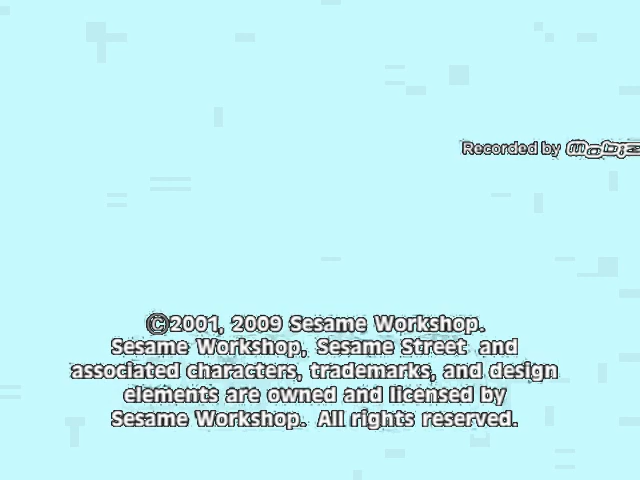 Recorded by
©2001, 2009 Sesame Workshop.
Sesame Workshop, Sesame Street and
associated characters, trademarks, and design
elements are owned and licensed by
Sesame Workshop. All rights reserved.